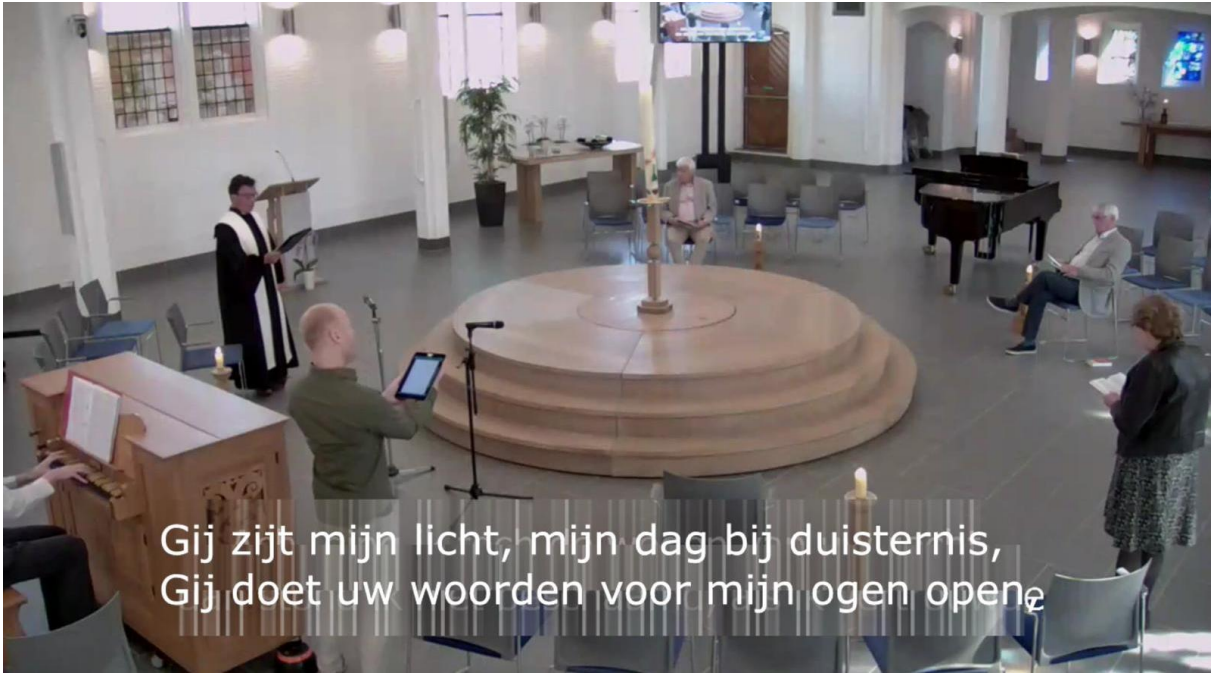 Gij zijt mijn licht, mijn dag bij duisternis,
Gij doet uw woorden voor mijn ogen open,